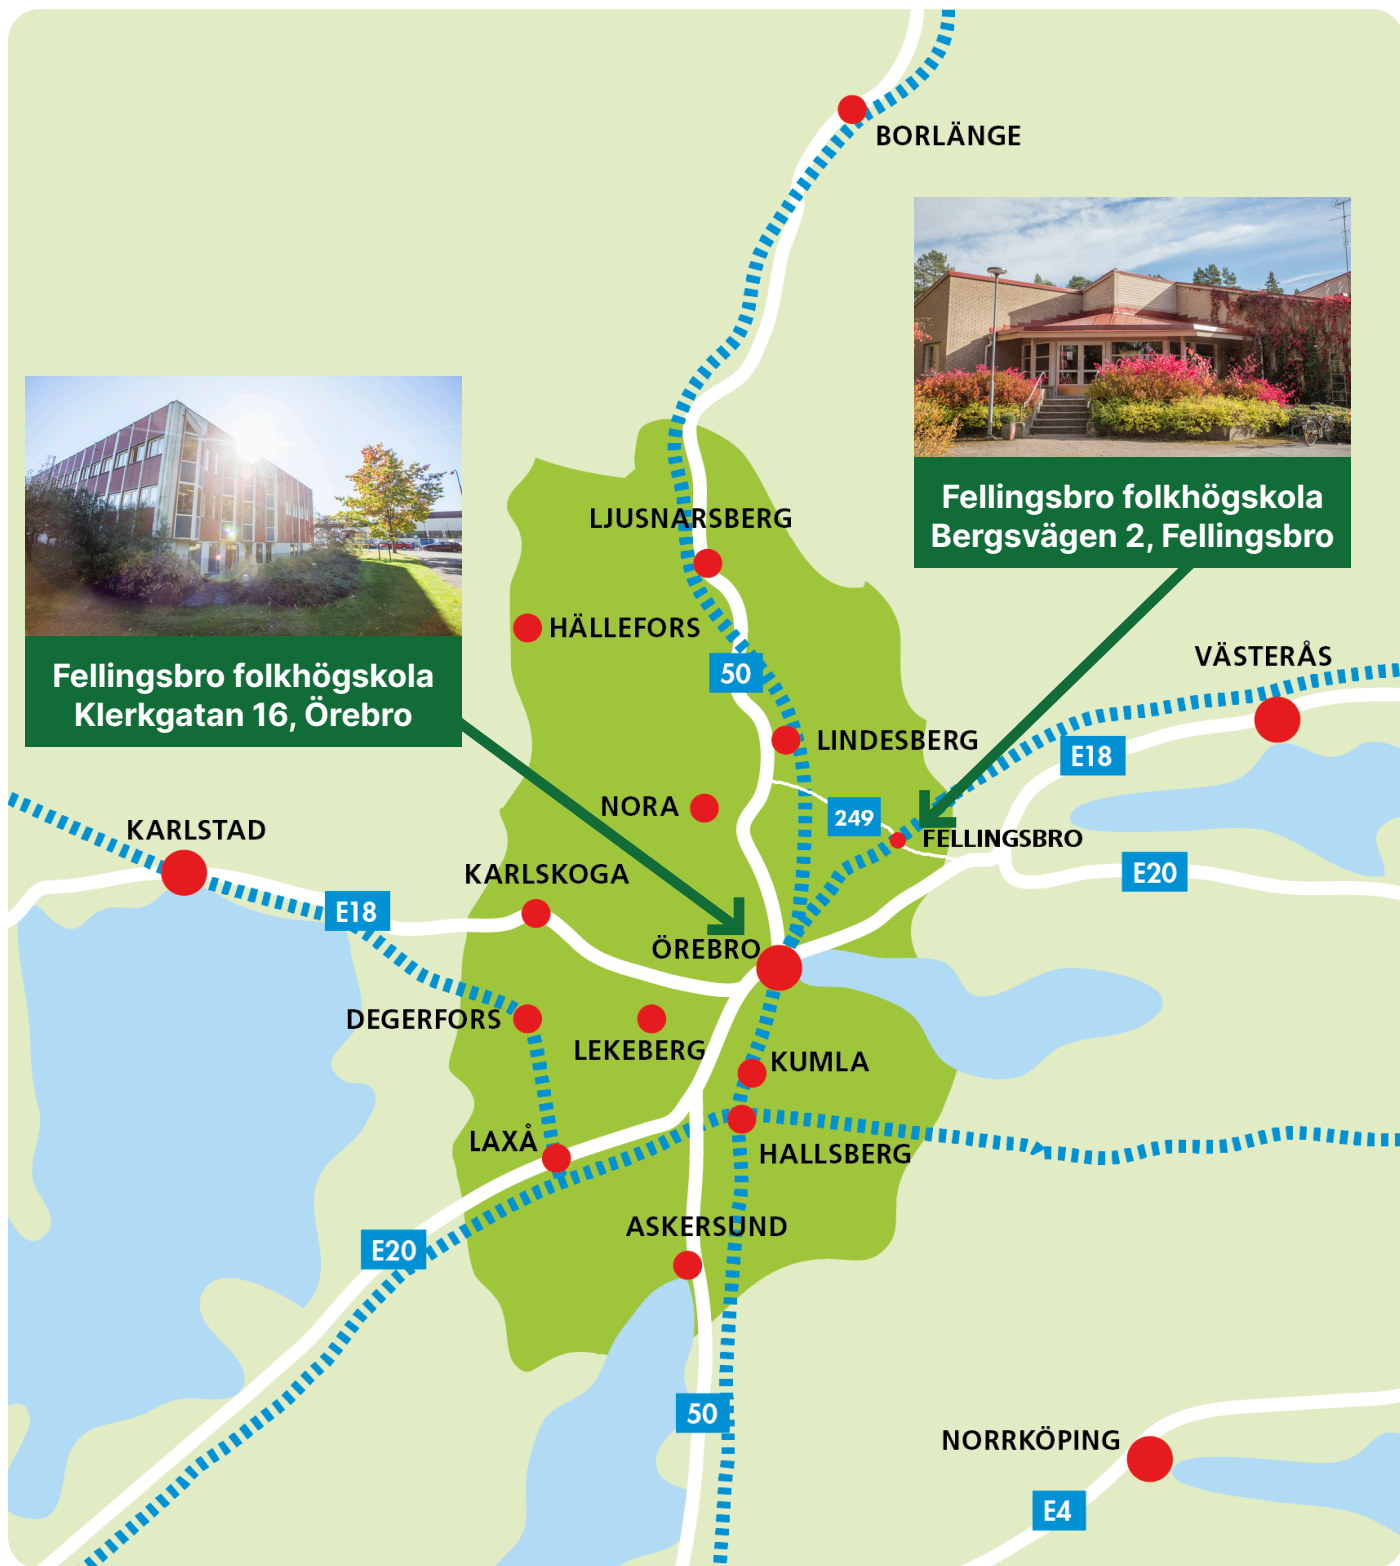 BORLÄNGE
Fellingsbro folkhögskola
Bergsvägen 2, Fellingsbro
LJUSNARSBERG
HÄLLEFORS
Fellingsbro folkhögskola
Klerkgatan 16, Örebro
50
VÄSTERÅS
LINDESBERG
E18
NORA
249
FELLINGSBRO
KARLSTAD
KARLSKOGA
E20
E18
ÖREBRO
DEGERFORS
LEKEBERG
KUMLA
LAXÅ
HALLSBERG
ASKERSUND
E20
50
NORRKÖPING
E4